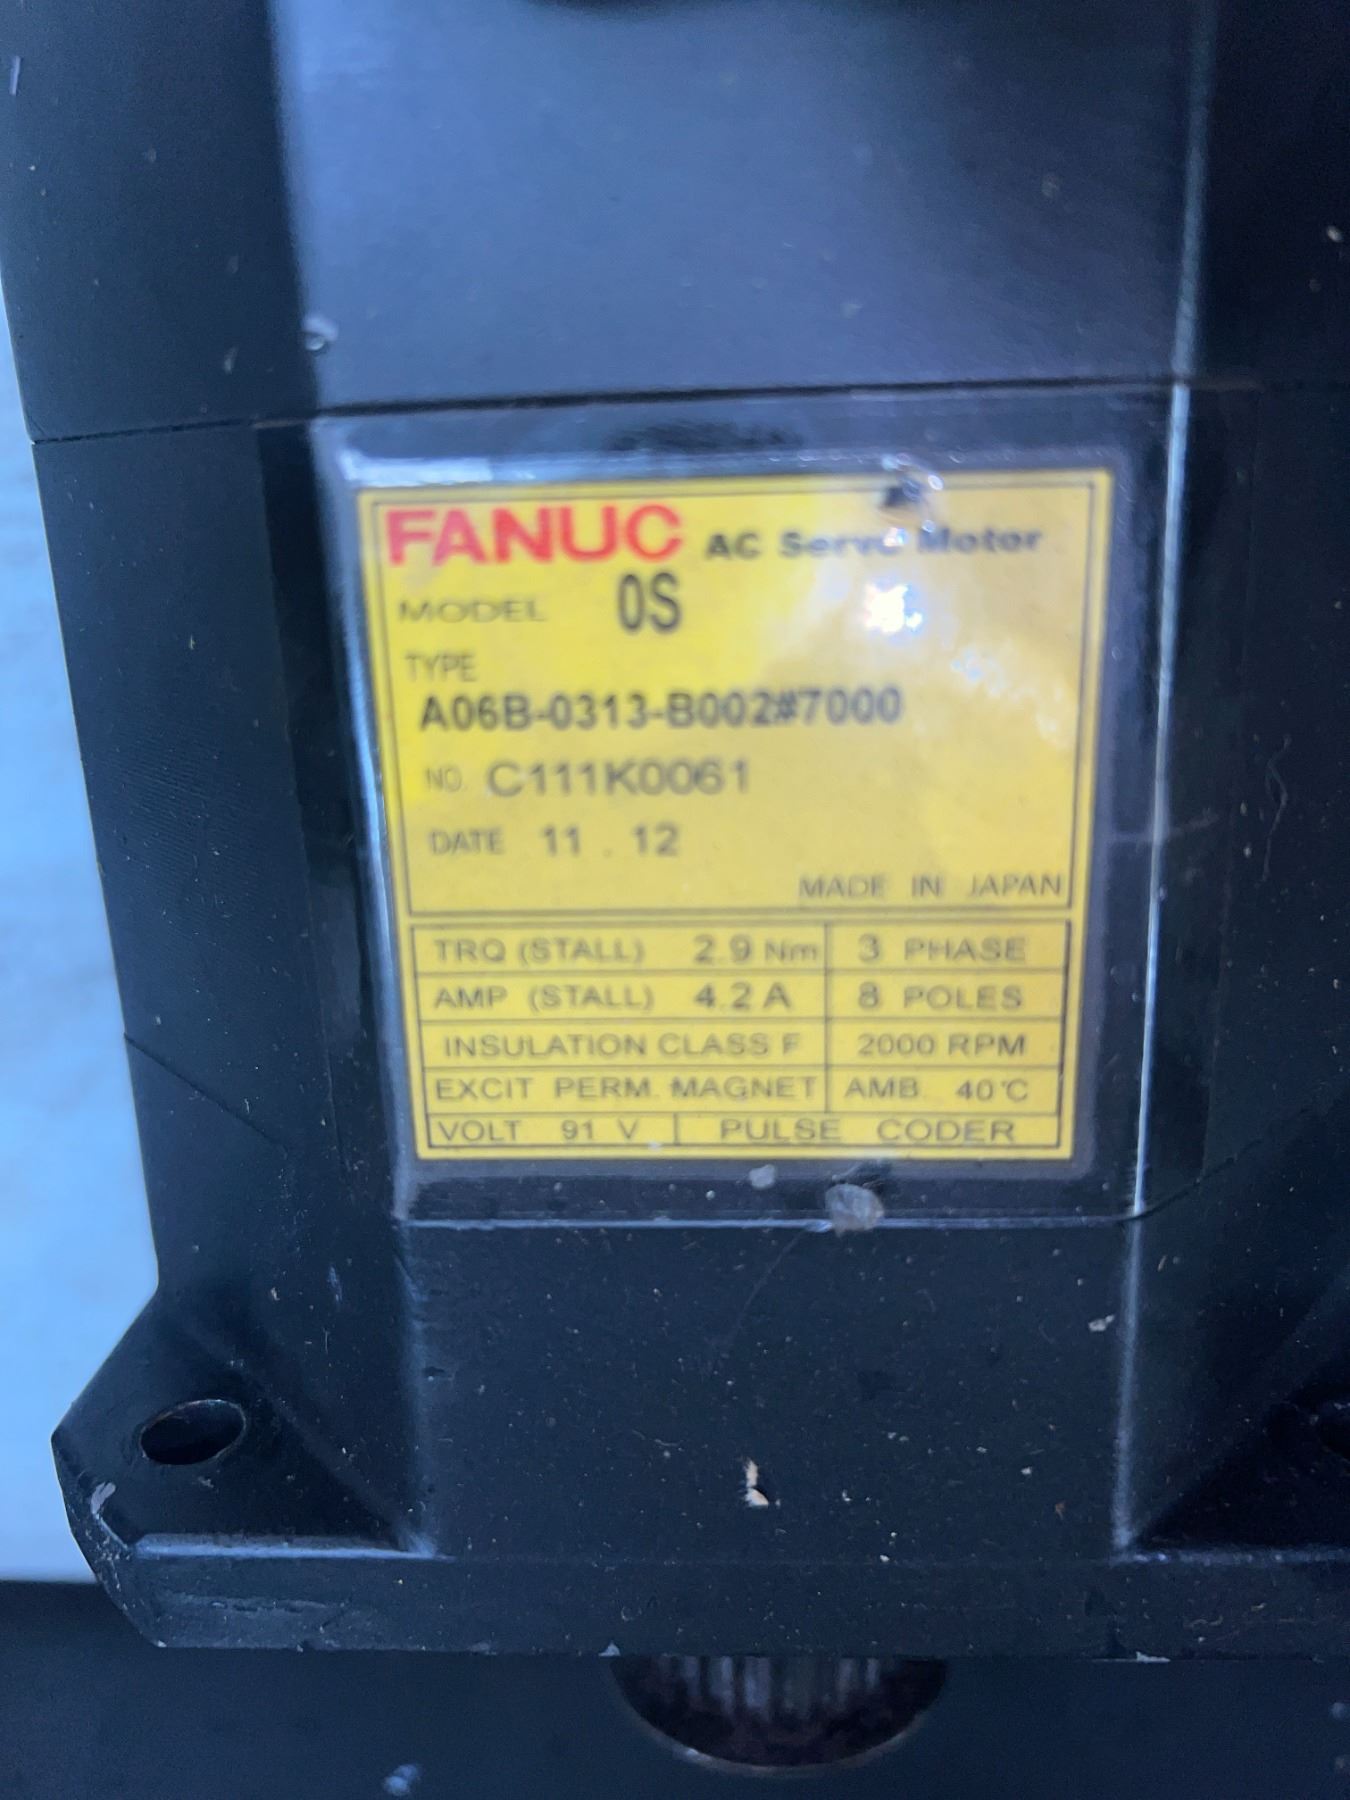 FANUC AC Servo Motor
MODEL 0S
TYPE
A06B-0313-B002#7000
NO. C111K0061
DATE 11 . 12
MADE IN JAPAN
TRQ (STALL) 2.9 Nm 3 PHASE
AMP (STALL) 4.2 A 8 POLES
INSULATION CLASS F 2000 RPM
EXCIT PERM. MAGNET AMB. 40°C
VOLT 91 V PULSE CODER